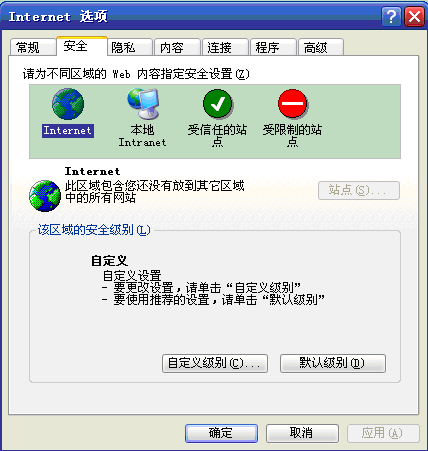 Internet 选项
常规 安全 隐私 内容 连接 程序 高级
请为不同区域的 Web 内容指定安全设置(Z)
Internet
本地
Intranet
受信任的站
点
受限制的站
点
Internet
此区域包含您还没有放到其它区域
中的所有网站
站点(S)...
该区域的安全级别(L)
自定义
自定义设置
- 要更改设置，请单击“自定义级别”
- 要使用推荐的设置，请单击“默认级别”
自定义级别(C)... 默认级别(D)
确定 取消 应用(A)